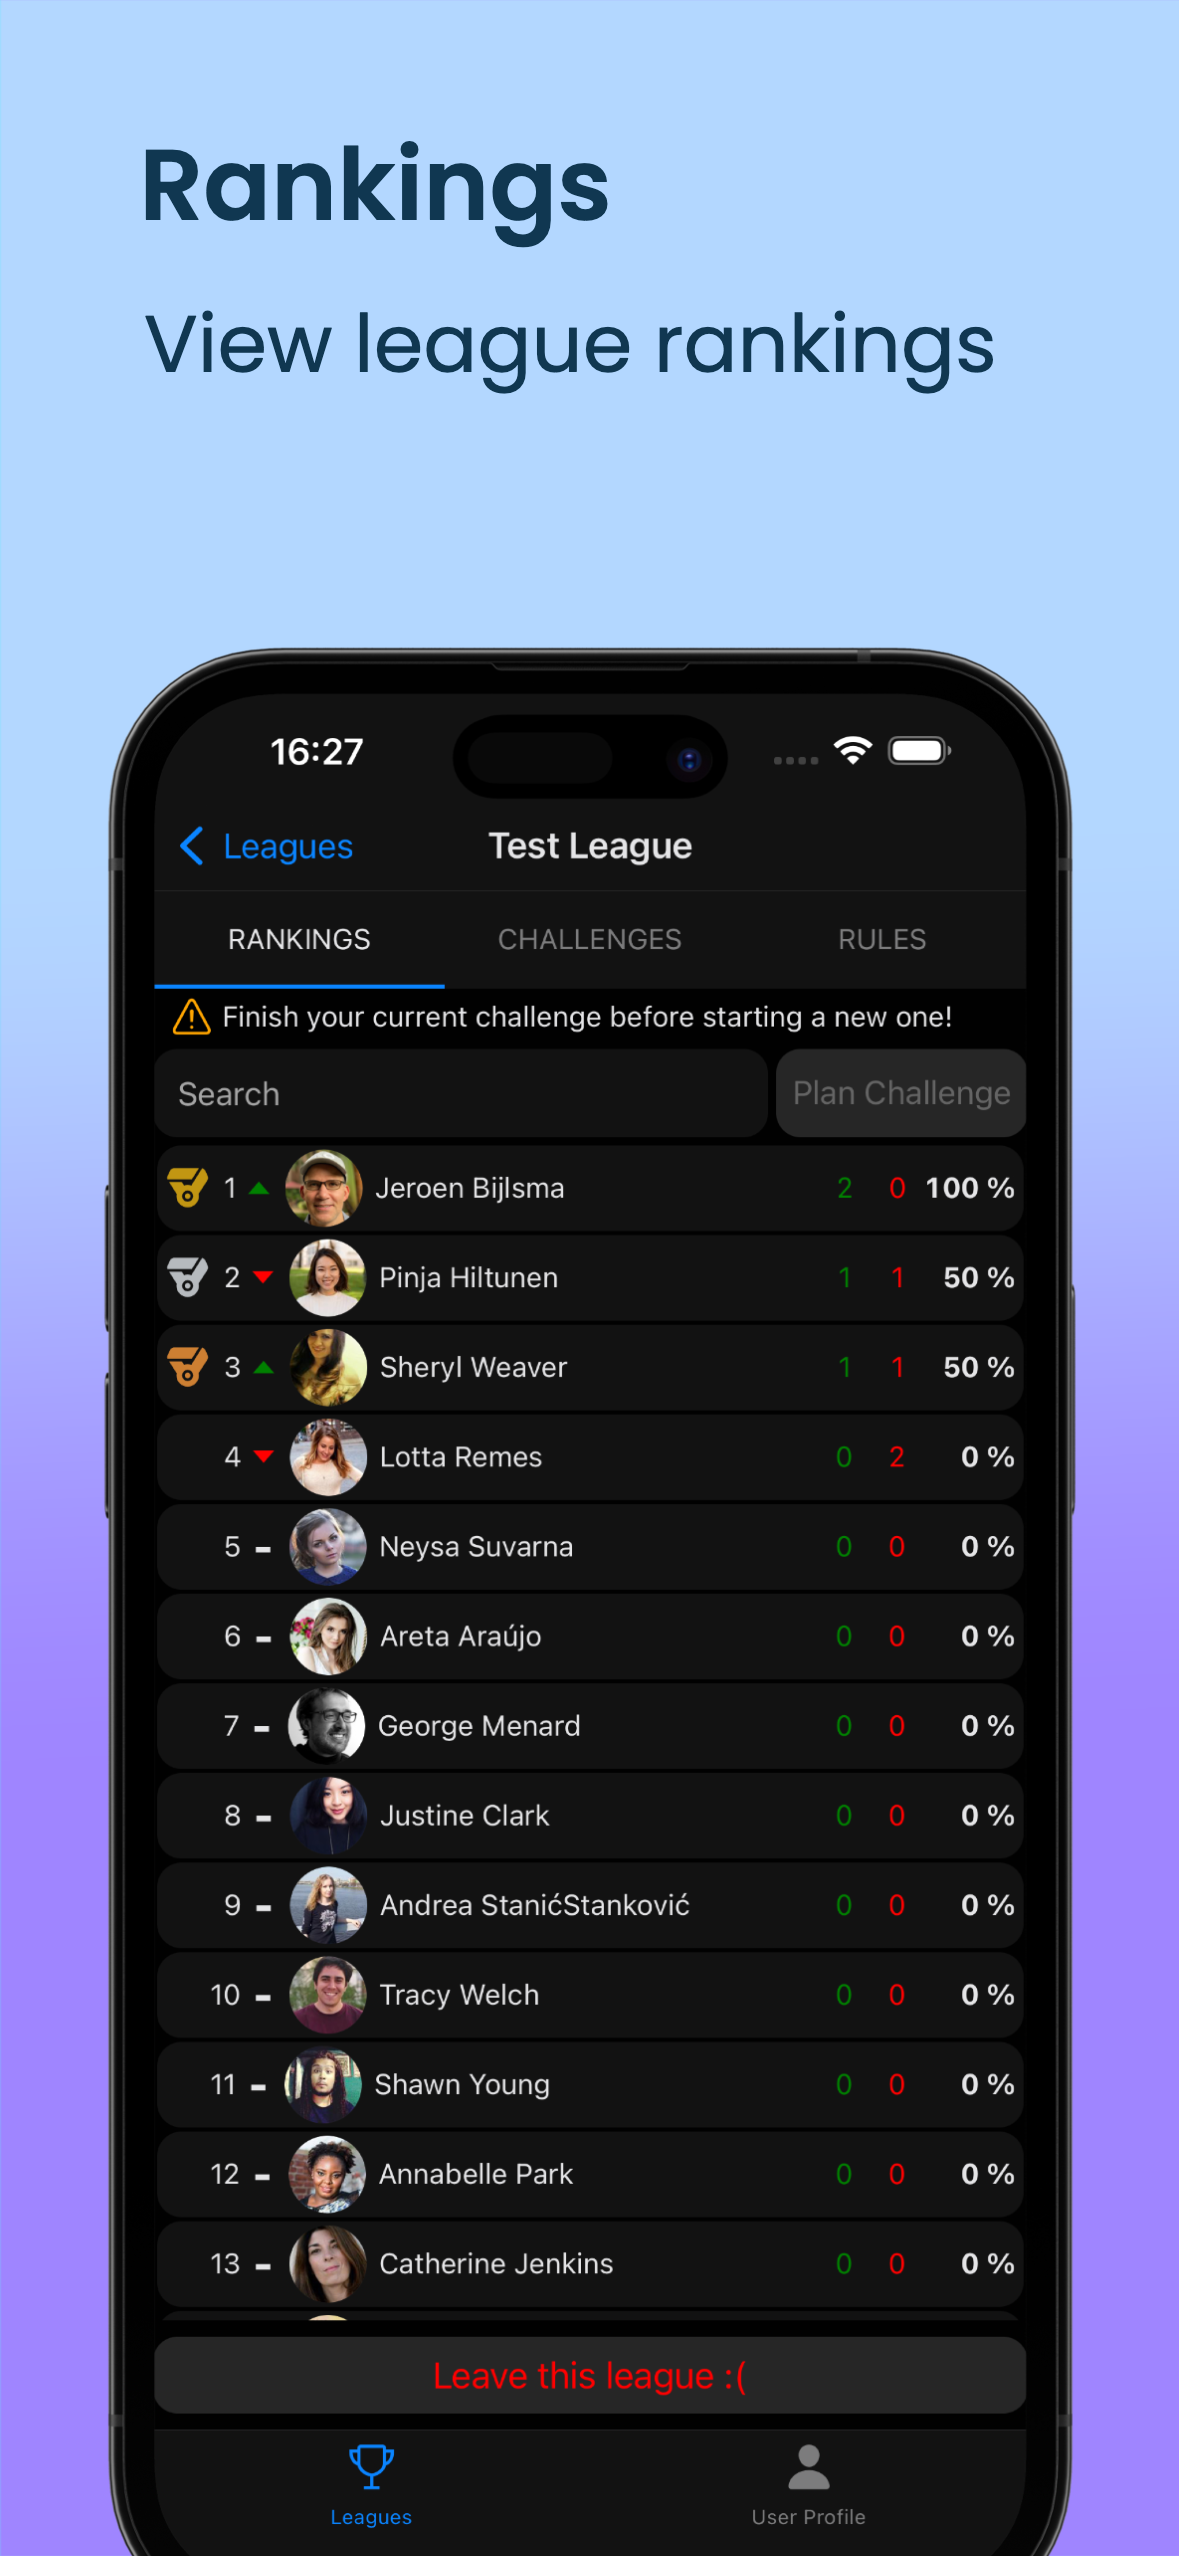 Rankings
View league rankings
16:27
Leagues Test League
RANKINGS CHALLENGES RULES
Finish your current challenge before starting a new one!
Search Plan Challenge
1 Jeroen Bijlsma 2 0 100 %
2 Pinja Hiltunen 1 1 50 %
3 Sheryl Weaver 1 1 50 %
4 Lotta Remes 0 2 0 %
5 - Neysa Suvarna 0 0 0 %
6 - Areta Araújo 0 0 0 %
7 - George Menard 0 0 0 %
8 - Justine Clark 0 0 0 %
9 - Andrea StanićStanković 0 0 0 %
10 - Tracy Welch 0 0 0 %
11 - Shawn Young 0 0 0 %
12 - Annabelle Park 0 0 0 %
13 - Catherine Jenkins 0 0 0 %
Leave this league :(
Leagues User Profile